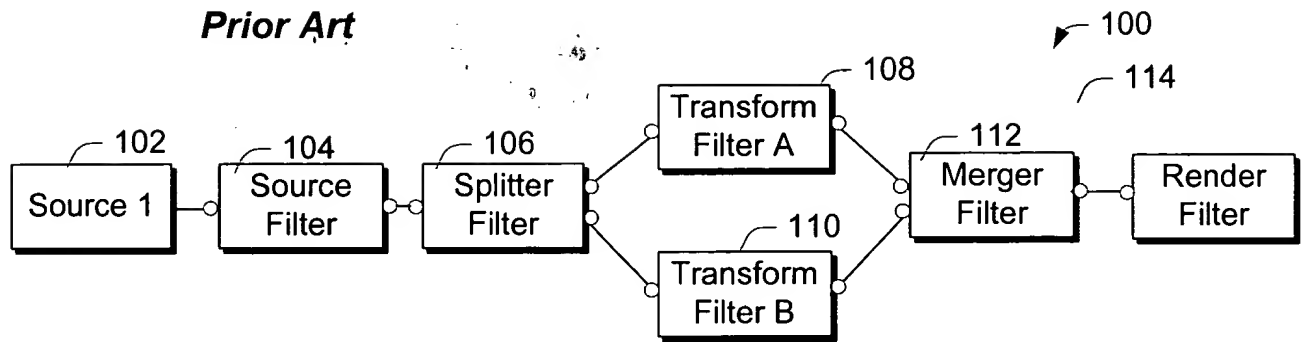 Prior Art
100
114
102
Source 1
104
Source
Filter
106
Splitter
Filter
108
Transform
Filter A
110
Transform
Filter B
112
Merger
Filter
Render
Filter